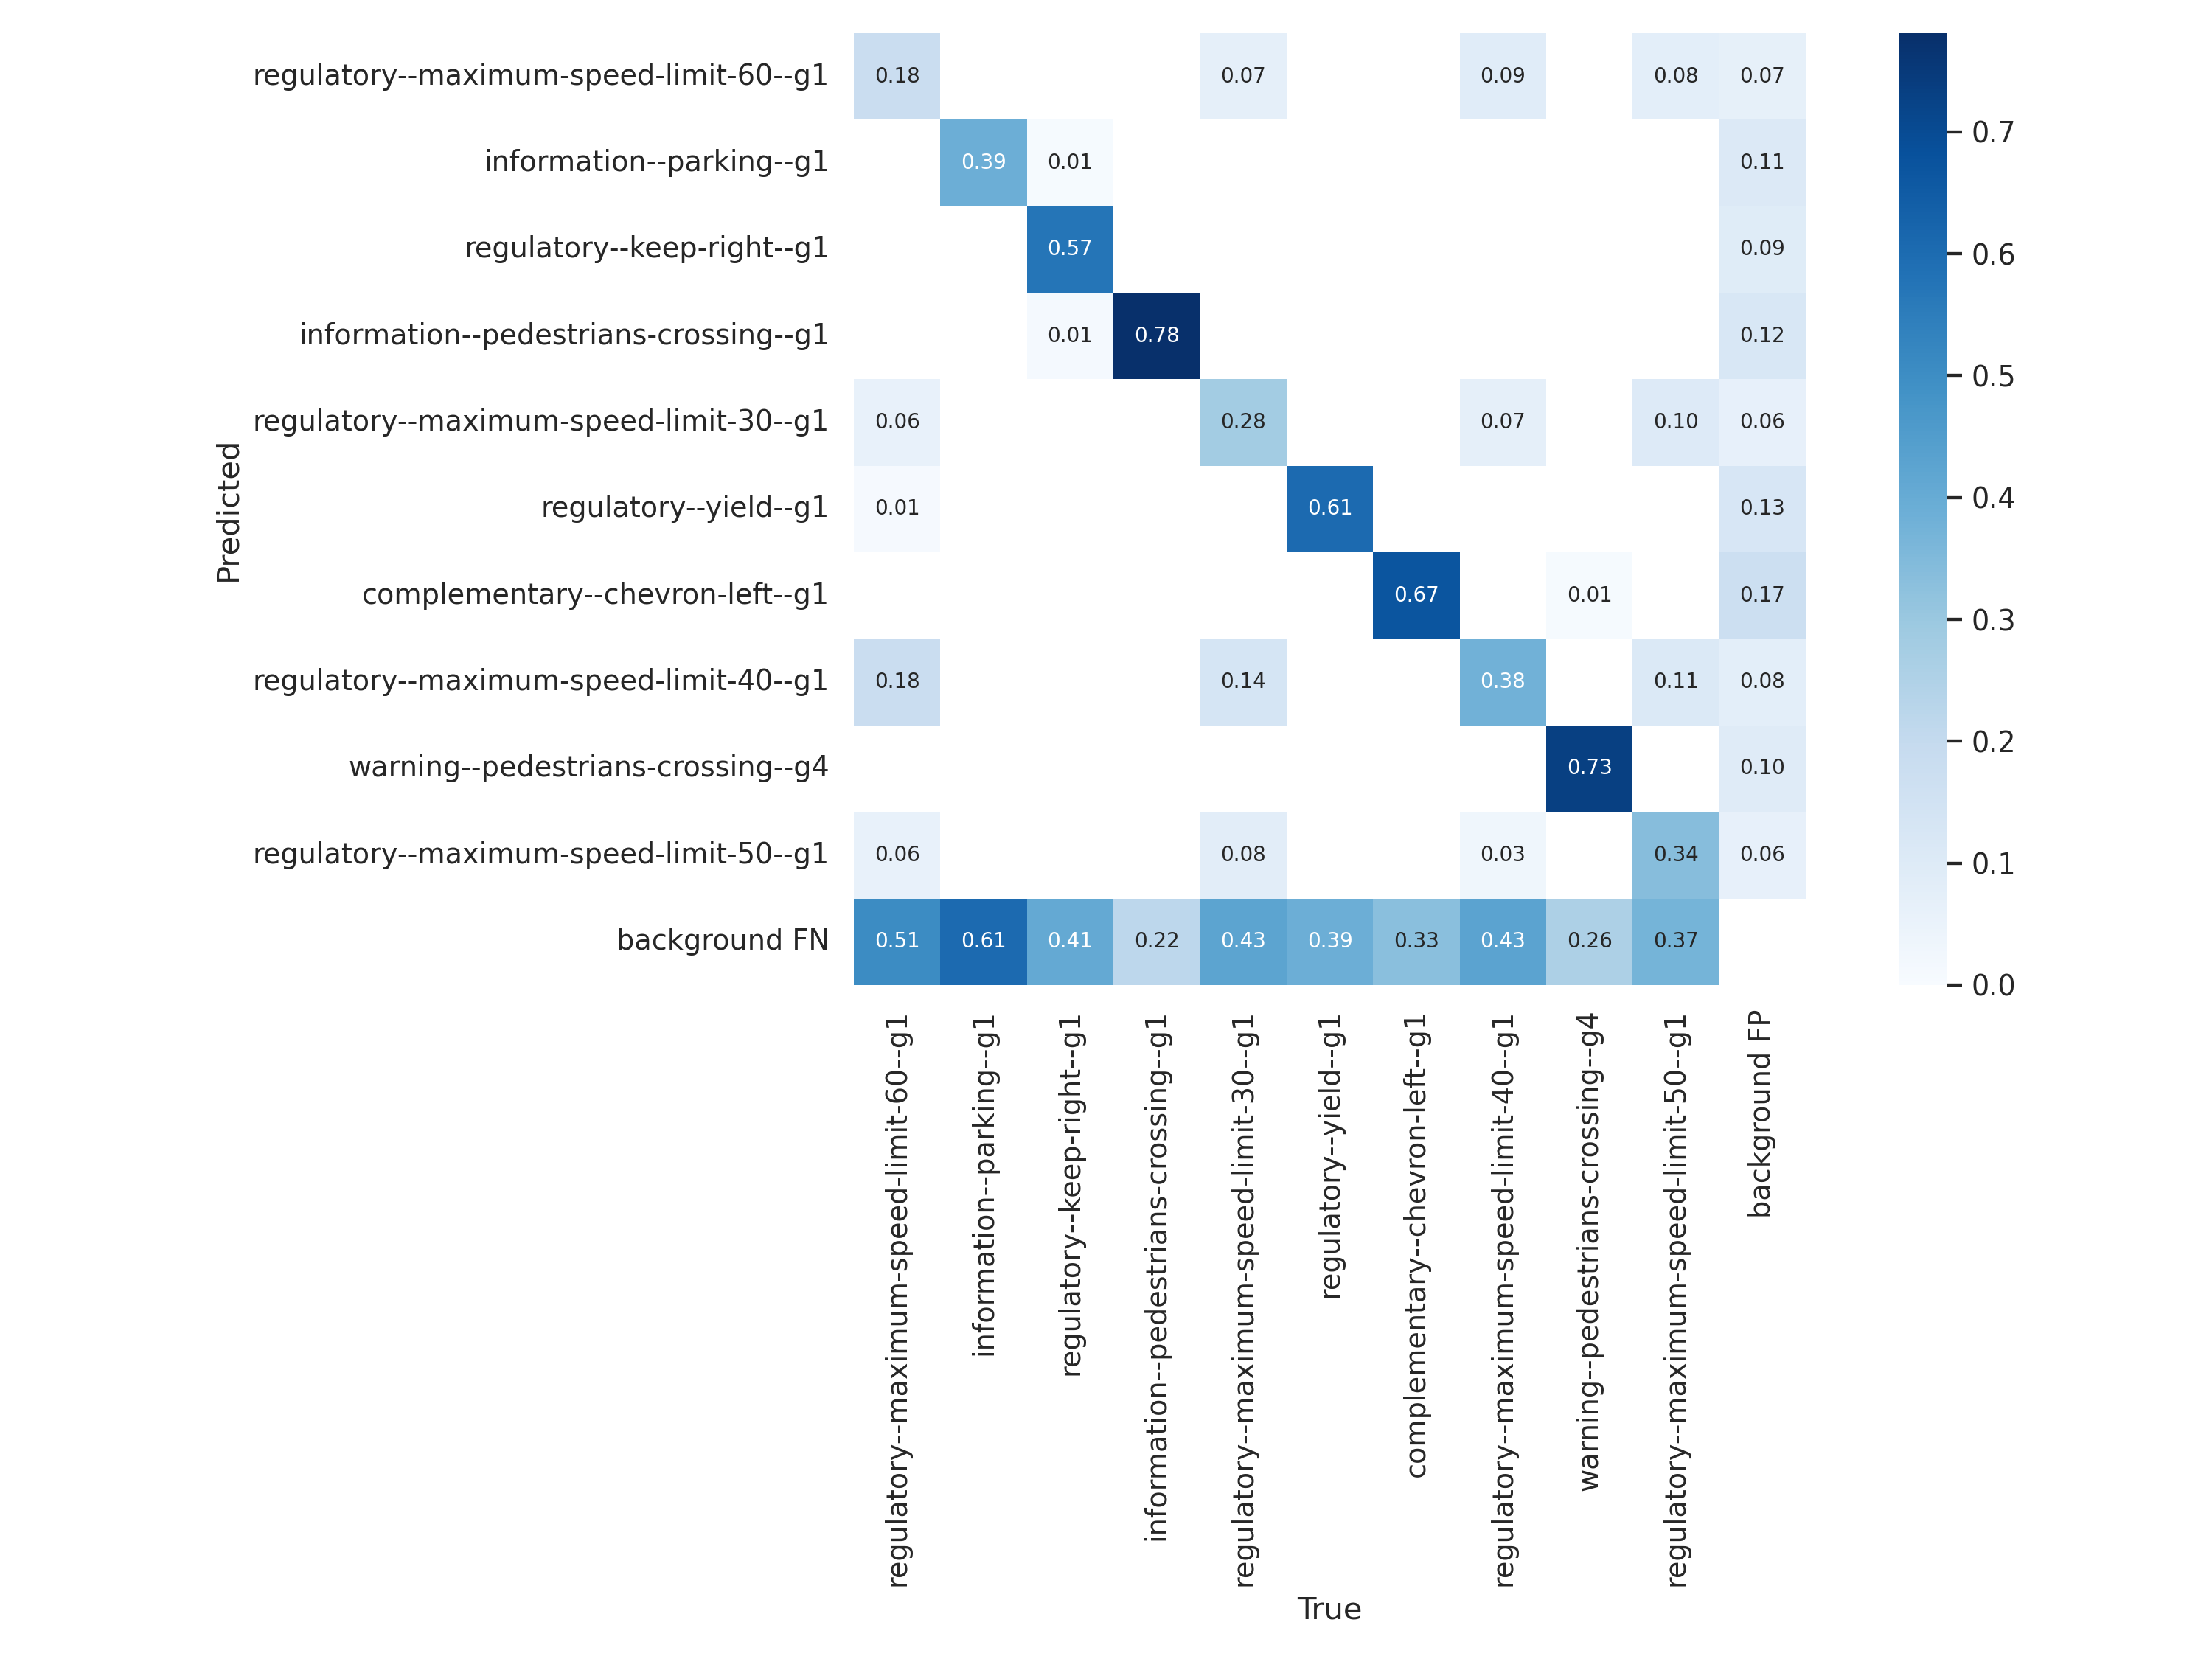 regulatory--maximum-speed-limit-60--g1 0.18 0.07 0.09 0.08 0.07
information--parking--g1 0.39 0.01 0.11
regulatory--keep-right--g1 0.57 0.09
information--pedestrians-crossing--g1 0.01 0.78 0.12
regulatory--maximum-speed-limit-30--g1 0.06 0.28 0.07 0.10 0.06
regulatory--yield--g1 0.01 0.61 0.13
complementary--chevron-left--g1 0.67 0.01 0.17
regulatory--maximum-speed-limit-40--g1 0.18 0.14 0.38 0.11 0.08
warning--pedestrians-crossing--g4 0.73 0.10
regulatory--maximum-speed-limit-50--g1 0.06 0.08 0.03 0.34 0.06
background FN 0.51 0.61 0.41 0.22 0.43 0.39 0.33 0.43 0.26 0.37
Predicted
regulatory--maximum-speed-limit-60--g1
information--parking--g1
regulatory--keep-right--g1
information--pedestrians-crossing--g1
regulatory--maximum-speed-limit-30--g1
regulatory--yield--g1
complementary--chevron-left--g1
regulatory--maximum-speed-limit-40--g1
warning--pedestrians-crossing--g4
regulatory--maximum-speed-limit-50--g1
background FP
True
0.7
0.6
0.5
0.4
0.3
0.2
0.1
0.0